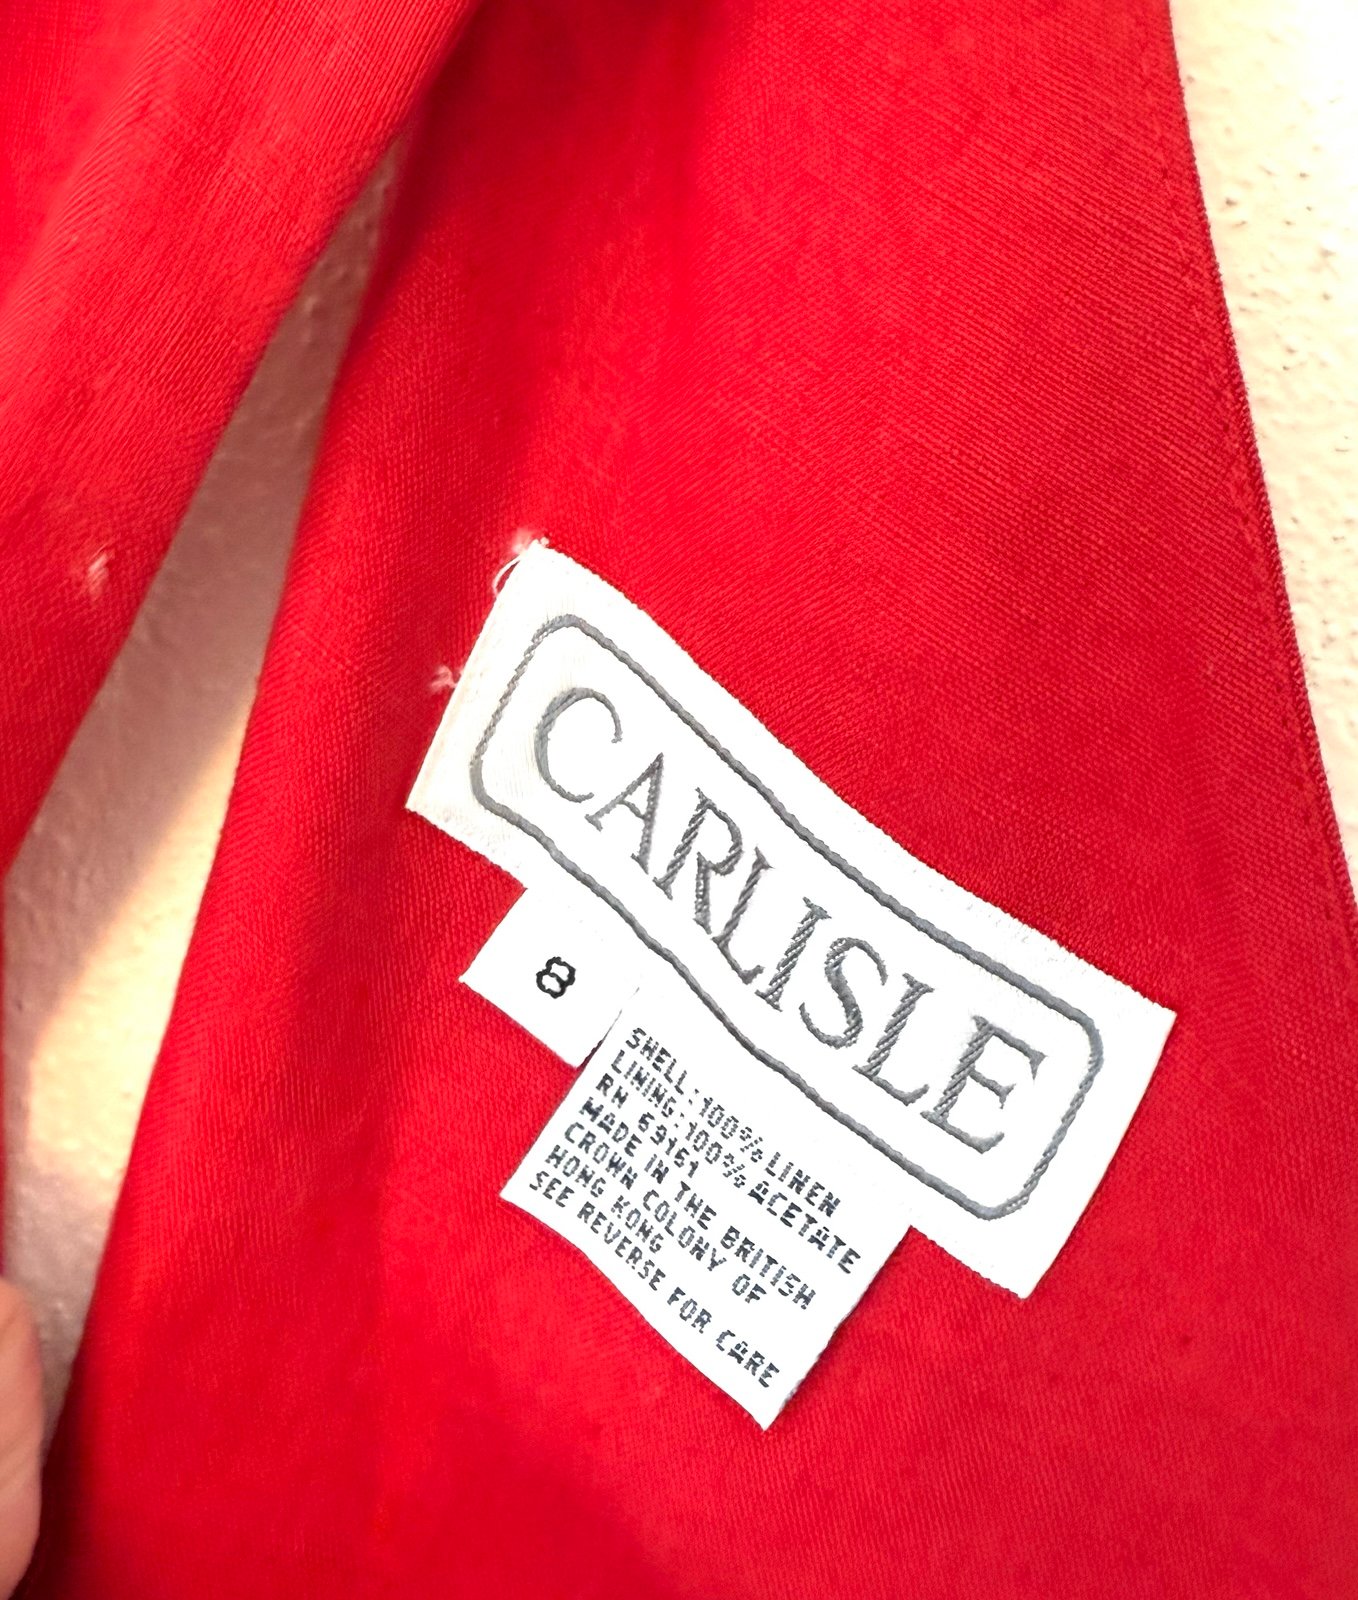 CARLISLE
8
SHELL: 100% LINEN
LINING: 100% ACETATE
RN 69161
MADE IN THE BRITISH
CROWN COLONY OF
HONG KONG
SEE REVERSE FOR CARE